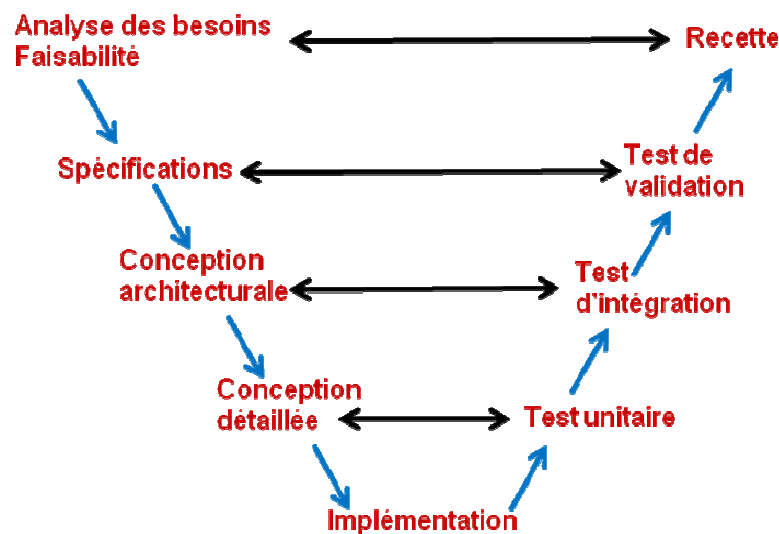 Analyse des besoins
Faisabilité
Recette
Spécifications
Test de
validation
Conception
architecturale
Test
d'intégration
Conception
détaillée
Test unitaire
Implémentation